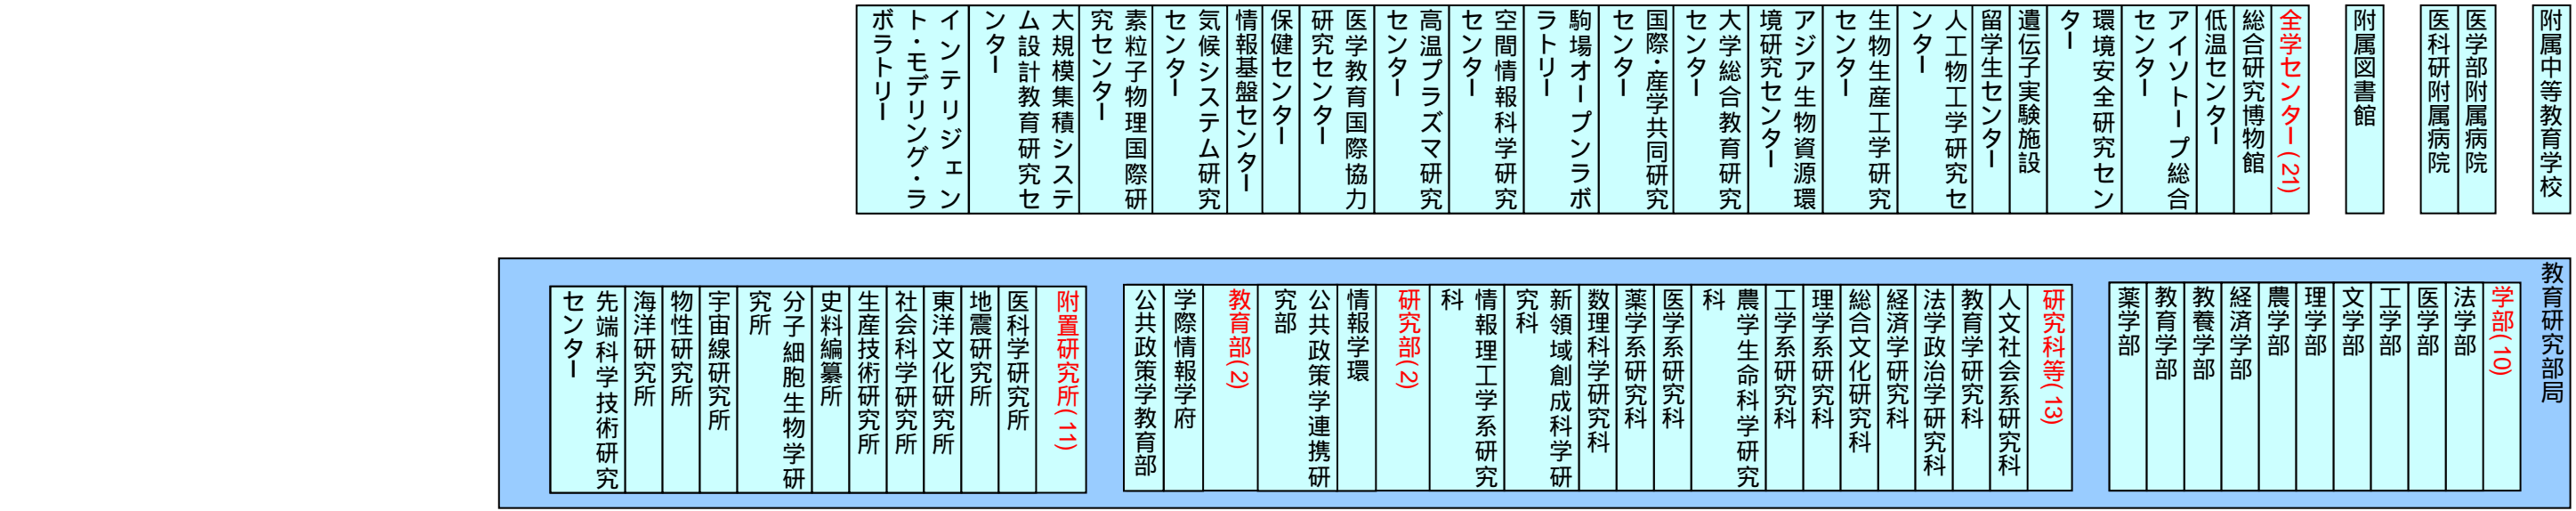 附属中等教育学校
医学部附属病院
医科研附属病院
附属図書館
全学センター(21)
総合研究博物館
低温センター
アイソトープ総合
センター
環境安全研究セン
ター
遺伝子実験施設
留学生センター
人工物工学研究セ
ンター
生物生産工学研究
センター
アジア生物資源環
境研究センター
大学総合教育研究
センター
国際・産学共同研究
センター
駒場オープンラボ
ラトリー
空間情報科学研究
センター
高温プラズマ研究
センター
医学教育国際協力
研究センター
保健センター
情報基盤センター
気候システム研究
センター
素粒子物理国際研
究センター
大規模集積システ
ム設計教育研究セ
ンター
インテリジェン
ト・モデリング・ラ
ボラトリー
教育研究部局
学部(10)
法学部
医学部
工学部
文学部
理学部
農学部
経済学部
教養学部
教育学部
薬学部
研究科等(13)
人文社会系研究科
教育学研究科
法学政治学研究科
経済学研究科
総合文化研究科
理学系研究科
工学系研究科
農学生命科学研究
科
医学系研究科
薬学系研究科
数理科学研究科
新領域創成科学研
究科
情報理工学系研究
科
研究部(2)
情報学環
公共政策学連携研
究部
教育部(2)
学際情報学府
公共政策学教育部
附置研究所(11)
医科学研究所
地震研究所
東洋文化研究所
社会科学研究所
生産技術研究所
史料編纂所
分子細胞生物学研
究所
宇宙線研究所
物性研究所
海洋研究所
先端科学技術研究
センター